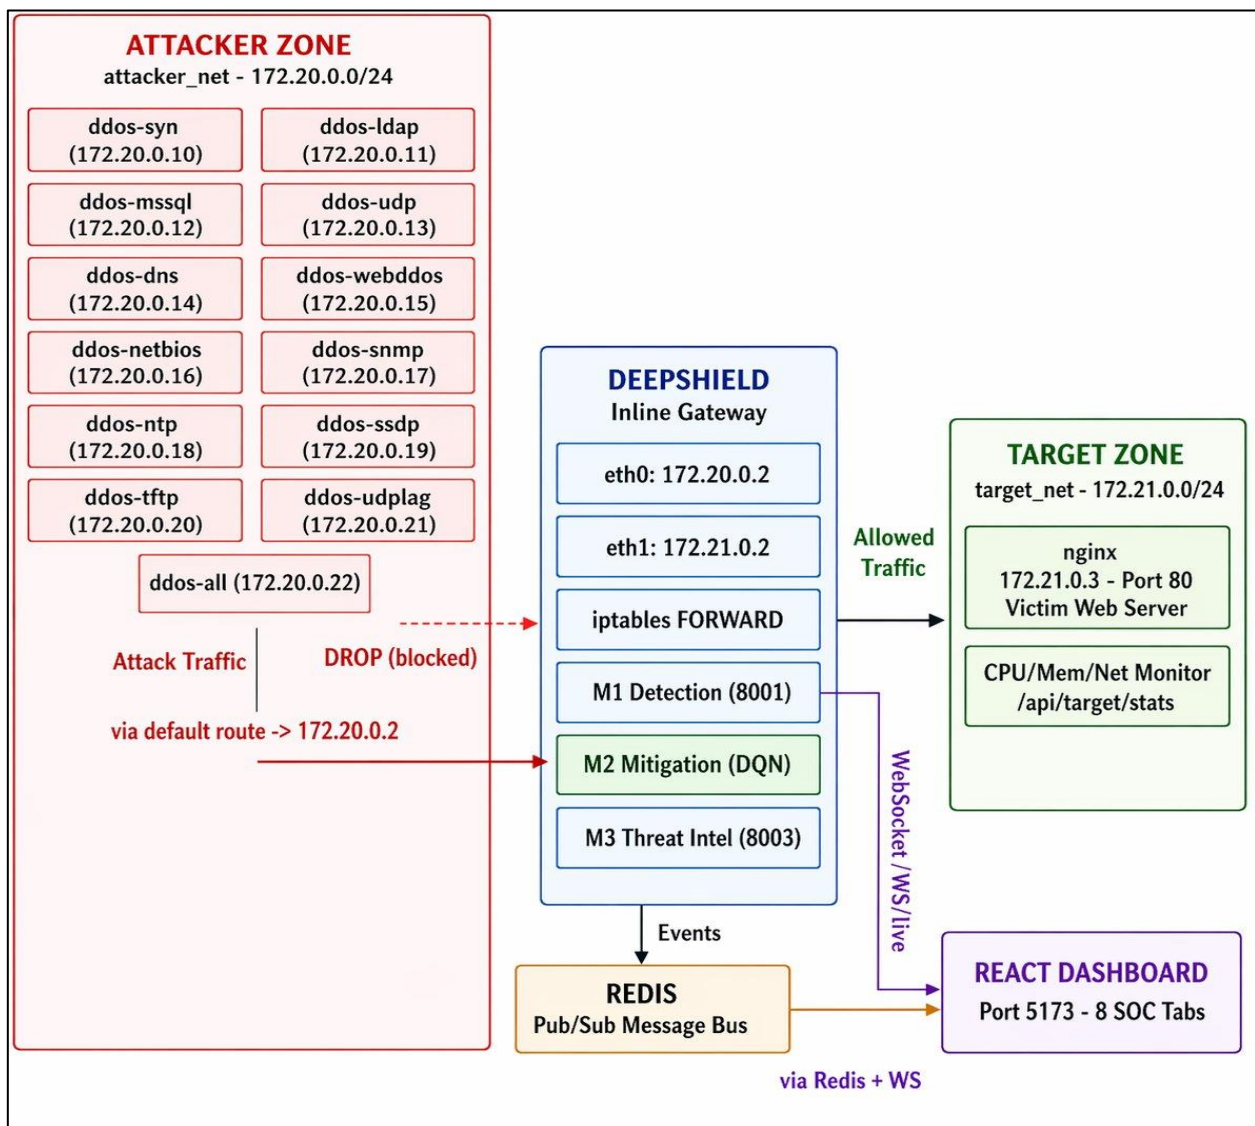 ATTACKER ZONE
attacker_net - 172.20.0.0/24
ddos-syn
(172.20.0.10)
ddos-ldap
(172.20.0.11)
ddos-mssql
(172.20.0.12)
ddos-udp
(172.20.0.13)
ddos-dns
(172.20.0.14)
ddos-webddos
(172.20.0.15)
ddos-netbios
(172.20.0.16)
ddos-snmp
(172.20.0.17)
ddos-ntp
(172.20.0.18)
ddos-ssdp
(172.20.0.19)
ddos-tftp
(172.20.0.20)
ddos-udplag
(172.20.0.21)
ddos-all (172.20.0.22)
Attack Traffic
DROP (blocked)
via default route -> 172.20.0.2
DEEPSHIELD
Inline Gateway
eth0: 172.20.0.2
eth1: 172.21.0.2
iptables FORWARD
M1 Detection (8001)
M2 Mitigation (DQN)
M3 Threat Intel (8003)
Allowed
Traffic
TARGET ZONE
target_net - 172.21.0.0/24
nginx
172.21.0.3 - Port 80
Victim Web Server
CPU/Mem/Net Monitor
/api/target/stats
WebSocket /WS/live
Events
REDIS
Pub/Sub Message Bus
REACT DASHBOARD
Port 5173 - 8 SOC Tabs
via Redis + WS